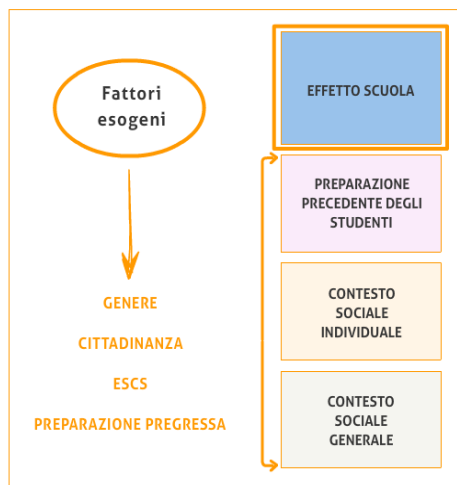 Fattori
esogeni
GENERE
CITTADINANZA
ESCS
PREPARAZIONE PREGRESSA
EFFETTO SCUOLA
PREPARAZIONE
PRECEDENTE DEGLI
STUDENTI
CONTESTO
SOCIALE
INDIVIDUALE
CONTESTO
SOCIALE
GENERALE